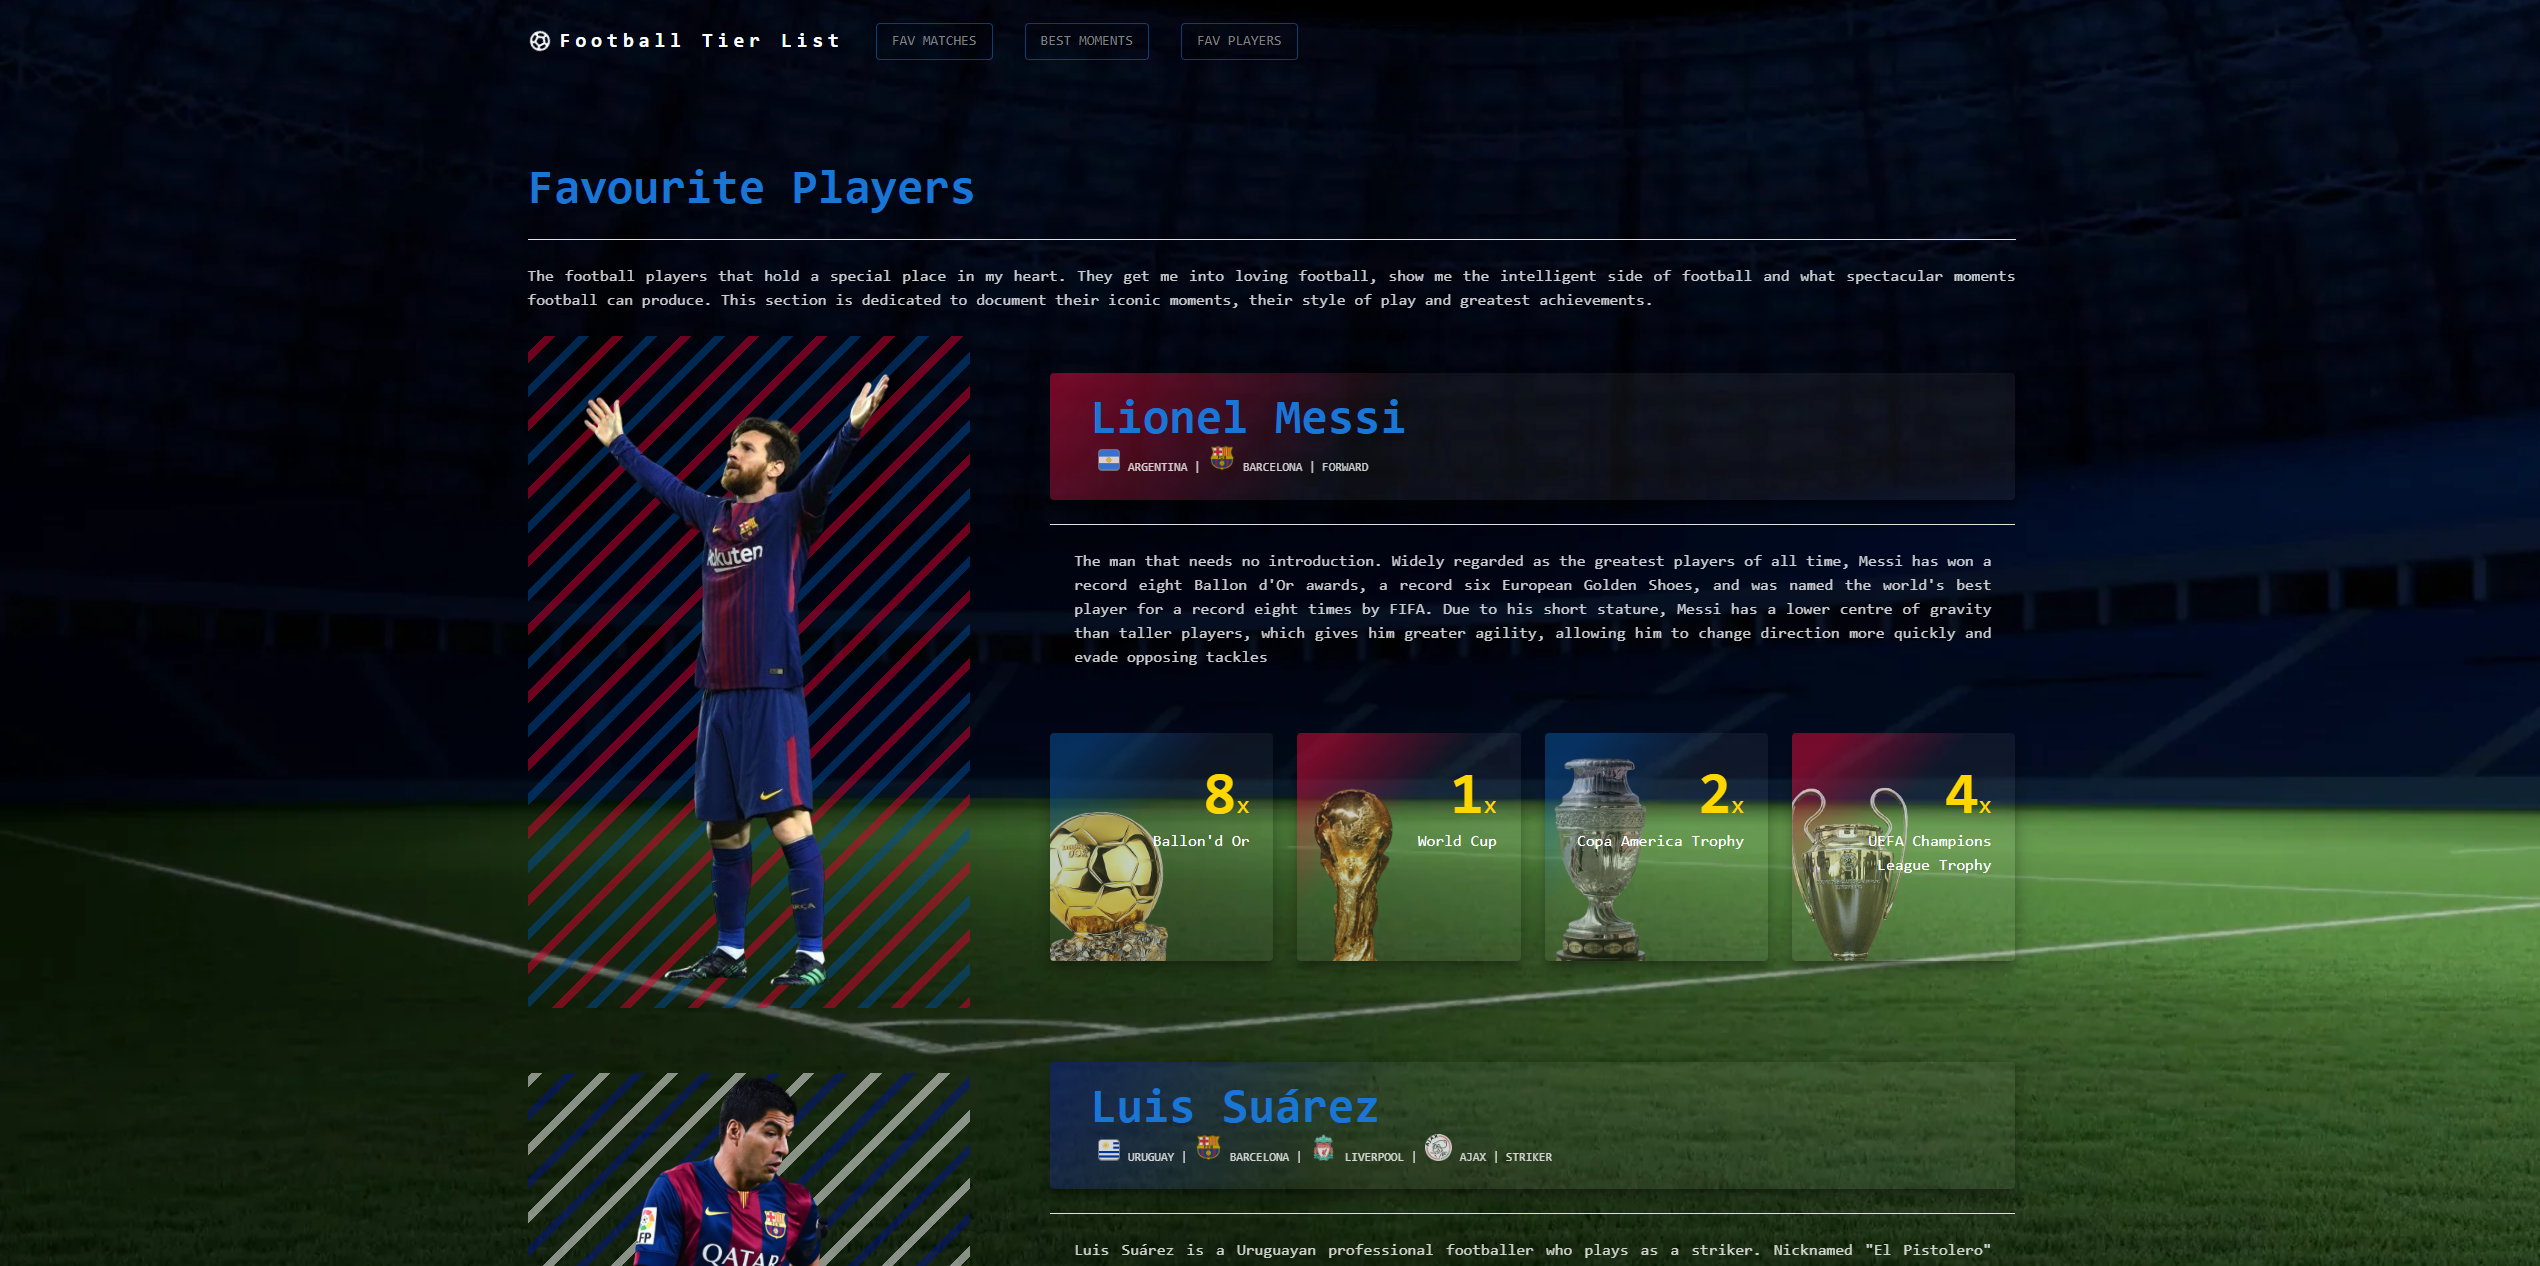 Football Tier List FAV MATCHES BEST MOMENTS FAV PLAYERS
Favourite Players
The football players that hold a special place in my heart. They get me into loving football, show me the intelligent side of football and what spectacular moments
football can produce. This section is dedicated to document their iconic moments, their style of play and greatest achievements.
Rakuten
Lionel Messi
ARGENTINA | BARCELONA | FORWARD
The man that needs no introduction. Widely regarded as the greatest players of all time, Messi has won a
record eight Ballon d'Or awards, a record six European Golden Shoes, and was named the world's best
player for a record eight times by FIFA. Due to his short stature, Messi has a lower centre of gravity
than taller players, which gives him greater agility, allowing him to change direction more quickly and
evade opposing tackles
8x
Ballon'd Or
1x
World Cup
2x
Copa America Trophy
4x
UEFA Champions
League Trophy
Luis Suárez
URUGUAY | BARCELONA | LIVERPOOL | AJAX | STRIKER
FP
QATAR
Luis Suárez is a Uruguayan professional footballer who plays as a striker. Nicknamed "El Pistolero"